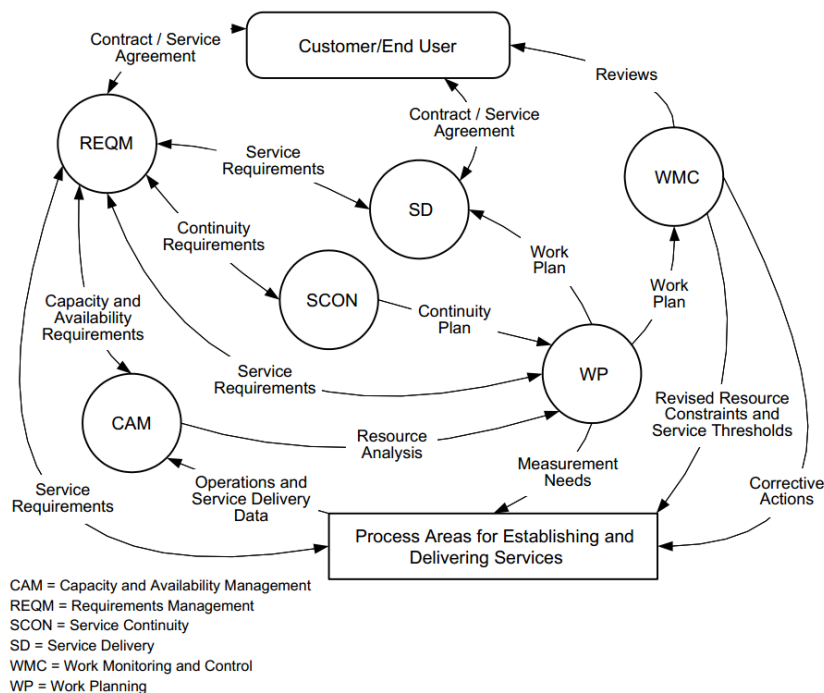 Contract / Service
Agreement
Customer/End User
Reviews
Contract / Service
Agreement
REQM
Service
Requirements
WMC
SD
Continuity
Requirements
Work
Plan
Work
Plan
SCON
Continuity
Plan
Capacity and
Availability
Requirements
Service
Requirements
WP
Revised Resource
Constraints and
Service Thresholds
CAM
Resource
Analysis
Measurement
Needs
Operations and
Service Delivery
Data
Service
Requirements
Corrective
Actions
Process Areas for Establishing and
Delivering Services
CAM = Capacity and Availability Management
REQM = Requirements Management
SCON = Service Continuity
SD = Service Delivery
WMC = Work Monitoring and Control
WP = Work Planning